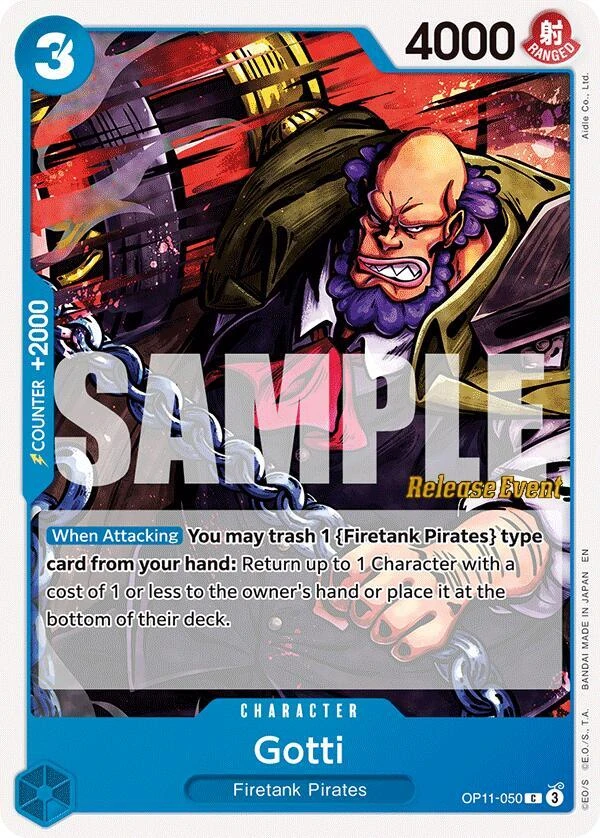 3
4000
射
RANGED
Aidle Co., Ltd.
COUNTER +2000
SAMPLE
Release Event
When Attacking You may trash 1 {Firetank Pirates} type
card from your hand: Return up to 1 Character with a
cost of 1 or less to the owner's hand or place it at the
bottom of their deck.
CHARACTER
Gotti
Firetank Pirates
OP11-050 C 3
©EO/S ©E.O./S., T.A. BANDAI MADE IN JAPAN EN